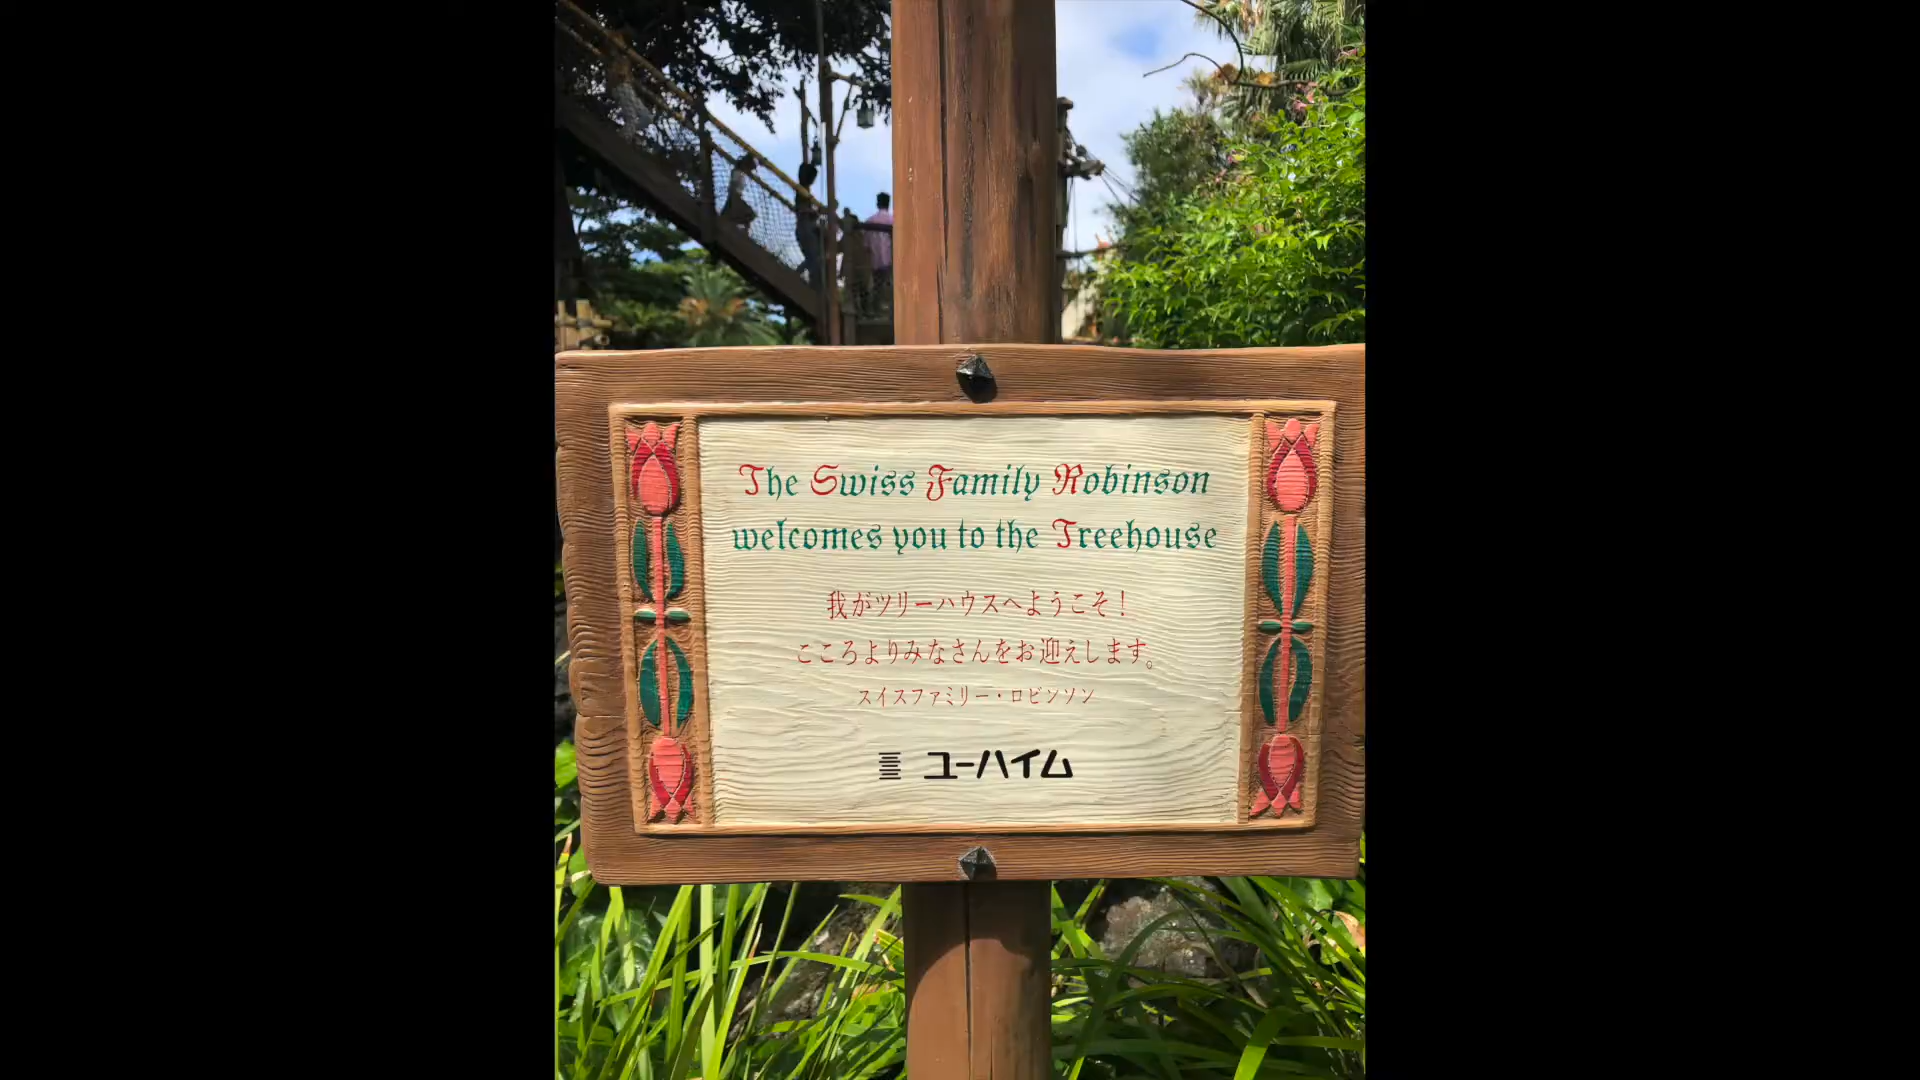 The Swiss Family Robinson
welcomes you to the Treehouse
我がツリーハウスへようこそ！
こころよりみなさんをお迎えします。
スイスファミリー・ロビンソン
ユーハイム